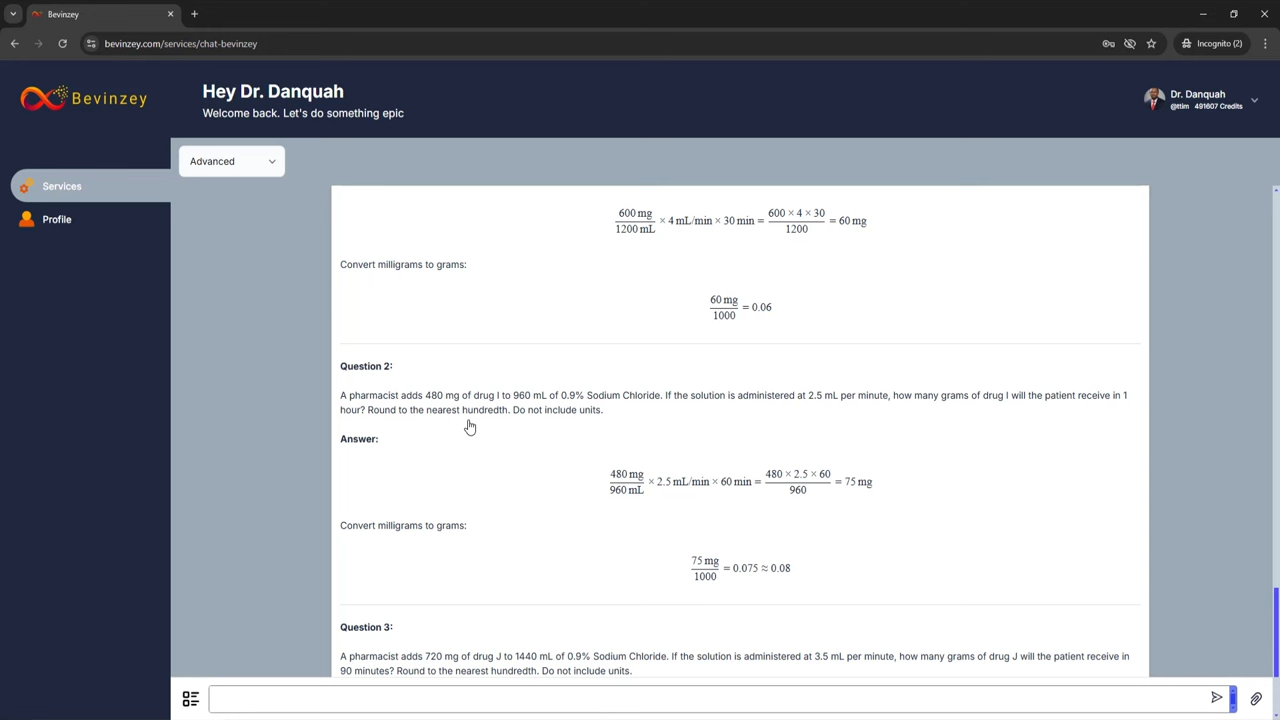 Bevinzey
bevinzey.com/services/chat-bevinzey
Incognito (2)
Bevinzey
Hey Dr. Danquah
Welcome back. Let's do something epic
Dr. Danquah
@ttim 491607 Credits
Services
Profile
Advanced
600 mg / 1200 mL × 4 mL/min × 30 min = 600 × 4 × 30 / 1200 = 60 mg
Convert milligrams to grams:
60 mg / 1000 = 0.06
Question 2:
A pharmacist adds 480 mg of drug I to 960 mL of 0.9% Sodium Chloride. If the solution is administered at 2.5 mL per minute, how many grams of drug I will the patient receive in 1
hour? Round to the nearest hundredth. Do not include units.
Answer:
480 mg / 960 mL × 2.5 mL/min × 60 min = 480 × 2.5 × 60 / 960 = 75 mg
Convert milligrams to grams:
75 mg / 1000 = 0.075 ≈ 0.08
Question 3:
A pharmacist adds 720 mg of drug J to 1440 mL of 0.9% Sodium Chloride. If the solution is administered at 3.5 mL per minute, how many grams of drug J will the patient receive in
90 minutes? Round to the nearest hundredth. Do not include units.